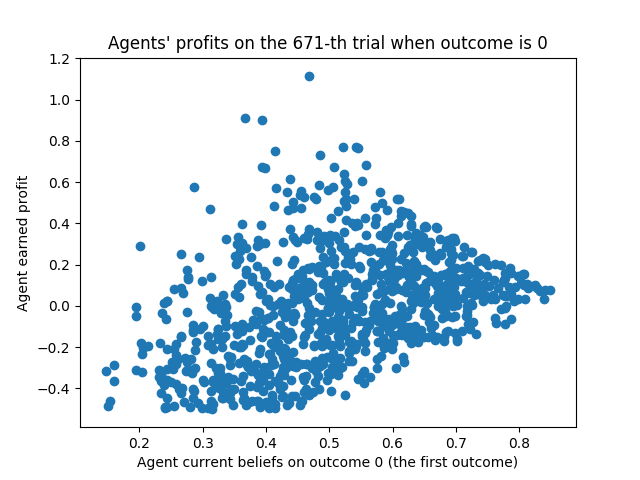 Agents' profits on the 671-th trial when outcome is 0
1.2
1.0
0.8
0.6
0.4
0.2
0.0
−0.2
−0.4
Agent earned profit
0.2 0.3 0.4 0.5 0.6 0.7 0.8
Agent current beliefs on outcome 0 (the first outcome)